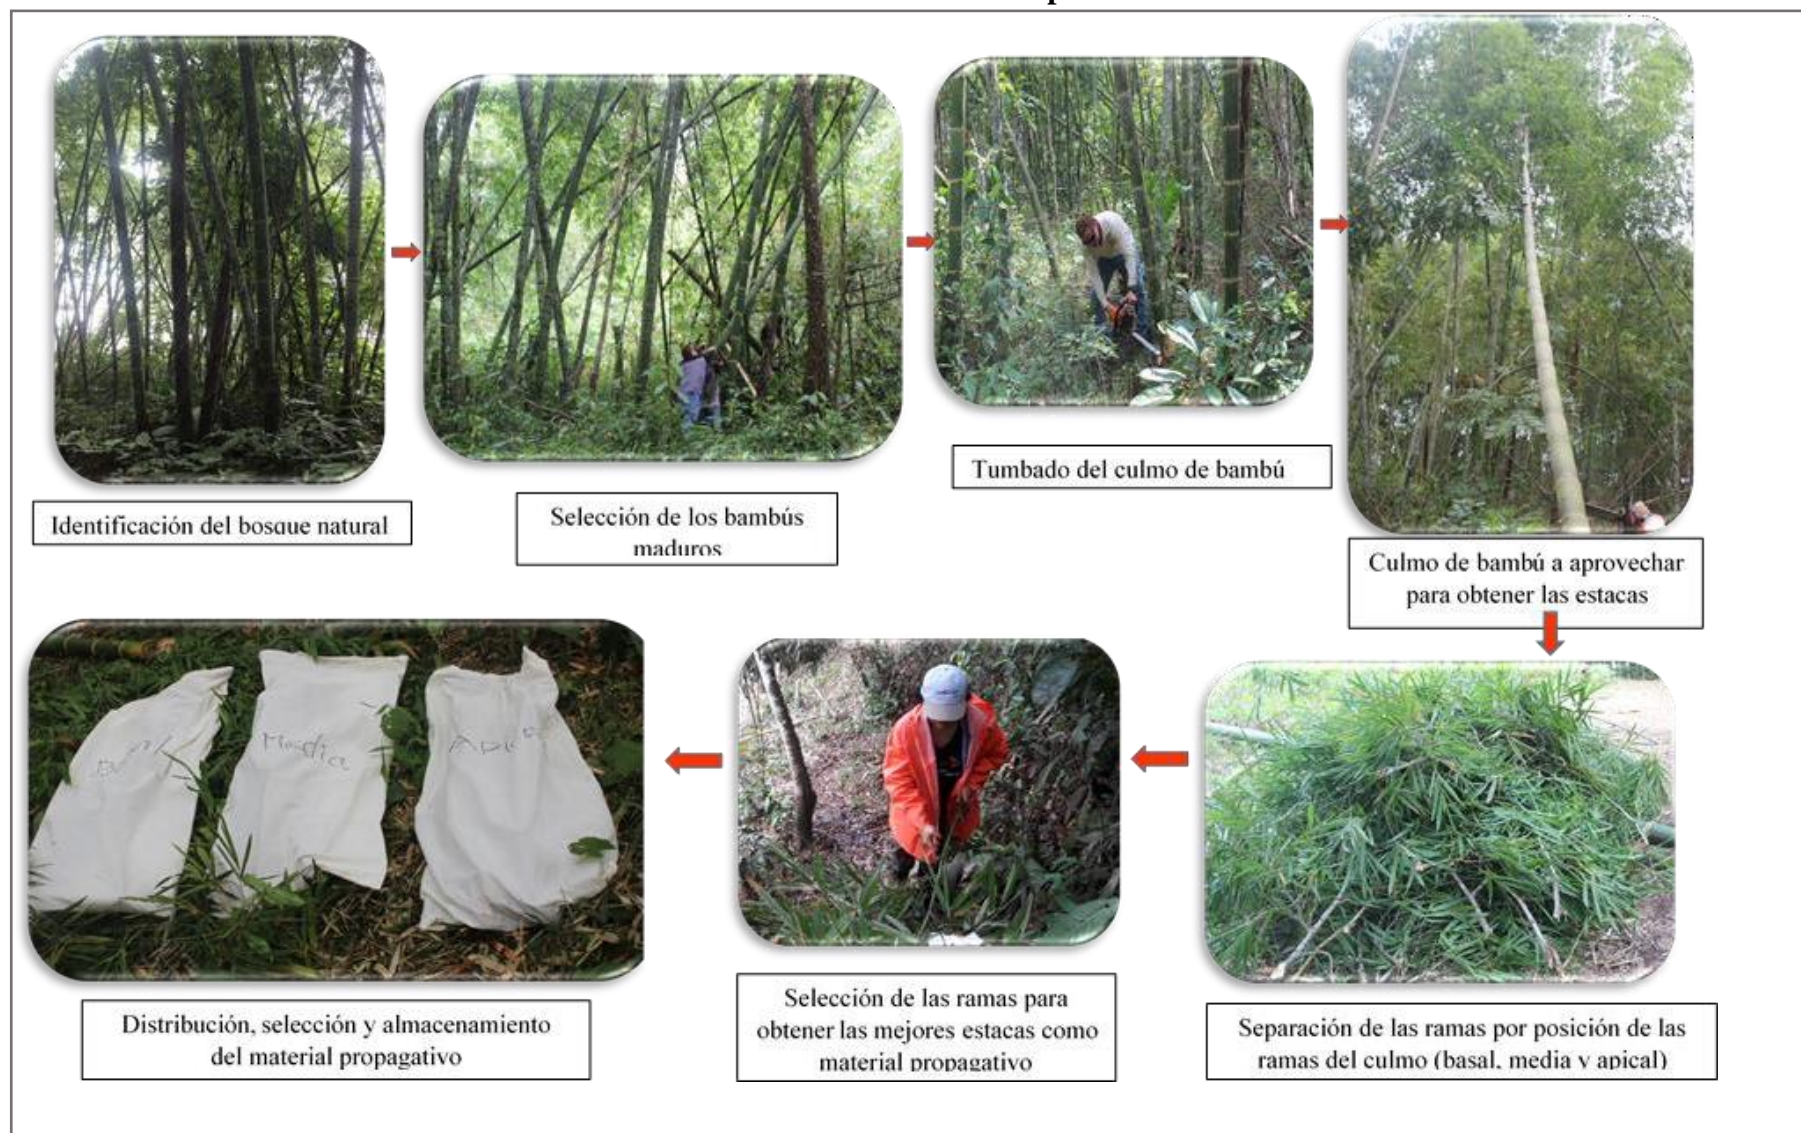 Identificación del bosque natural
Selección de los bambús
maduros
Tumbado del culmo de bambú
Culmo de bambú a aprovechar
para obtener las estacas
Separación de las ramas por posición de las
ramas del culmo (basal, media y apical)
Selección de las ramas para
obtener las mejores estacas como
material propagativo
Media
Distribución, selección y almacenamiento
del material propagativo